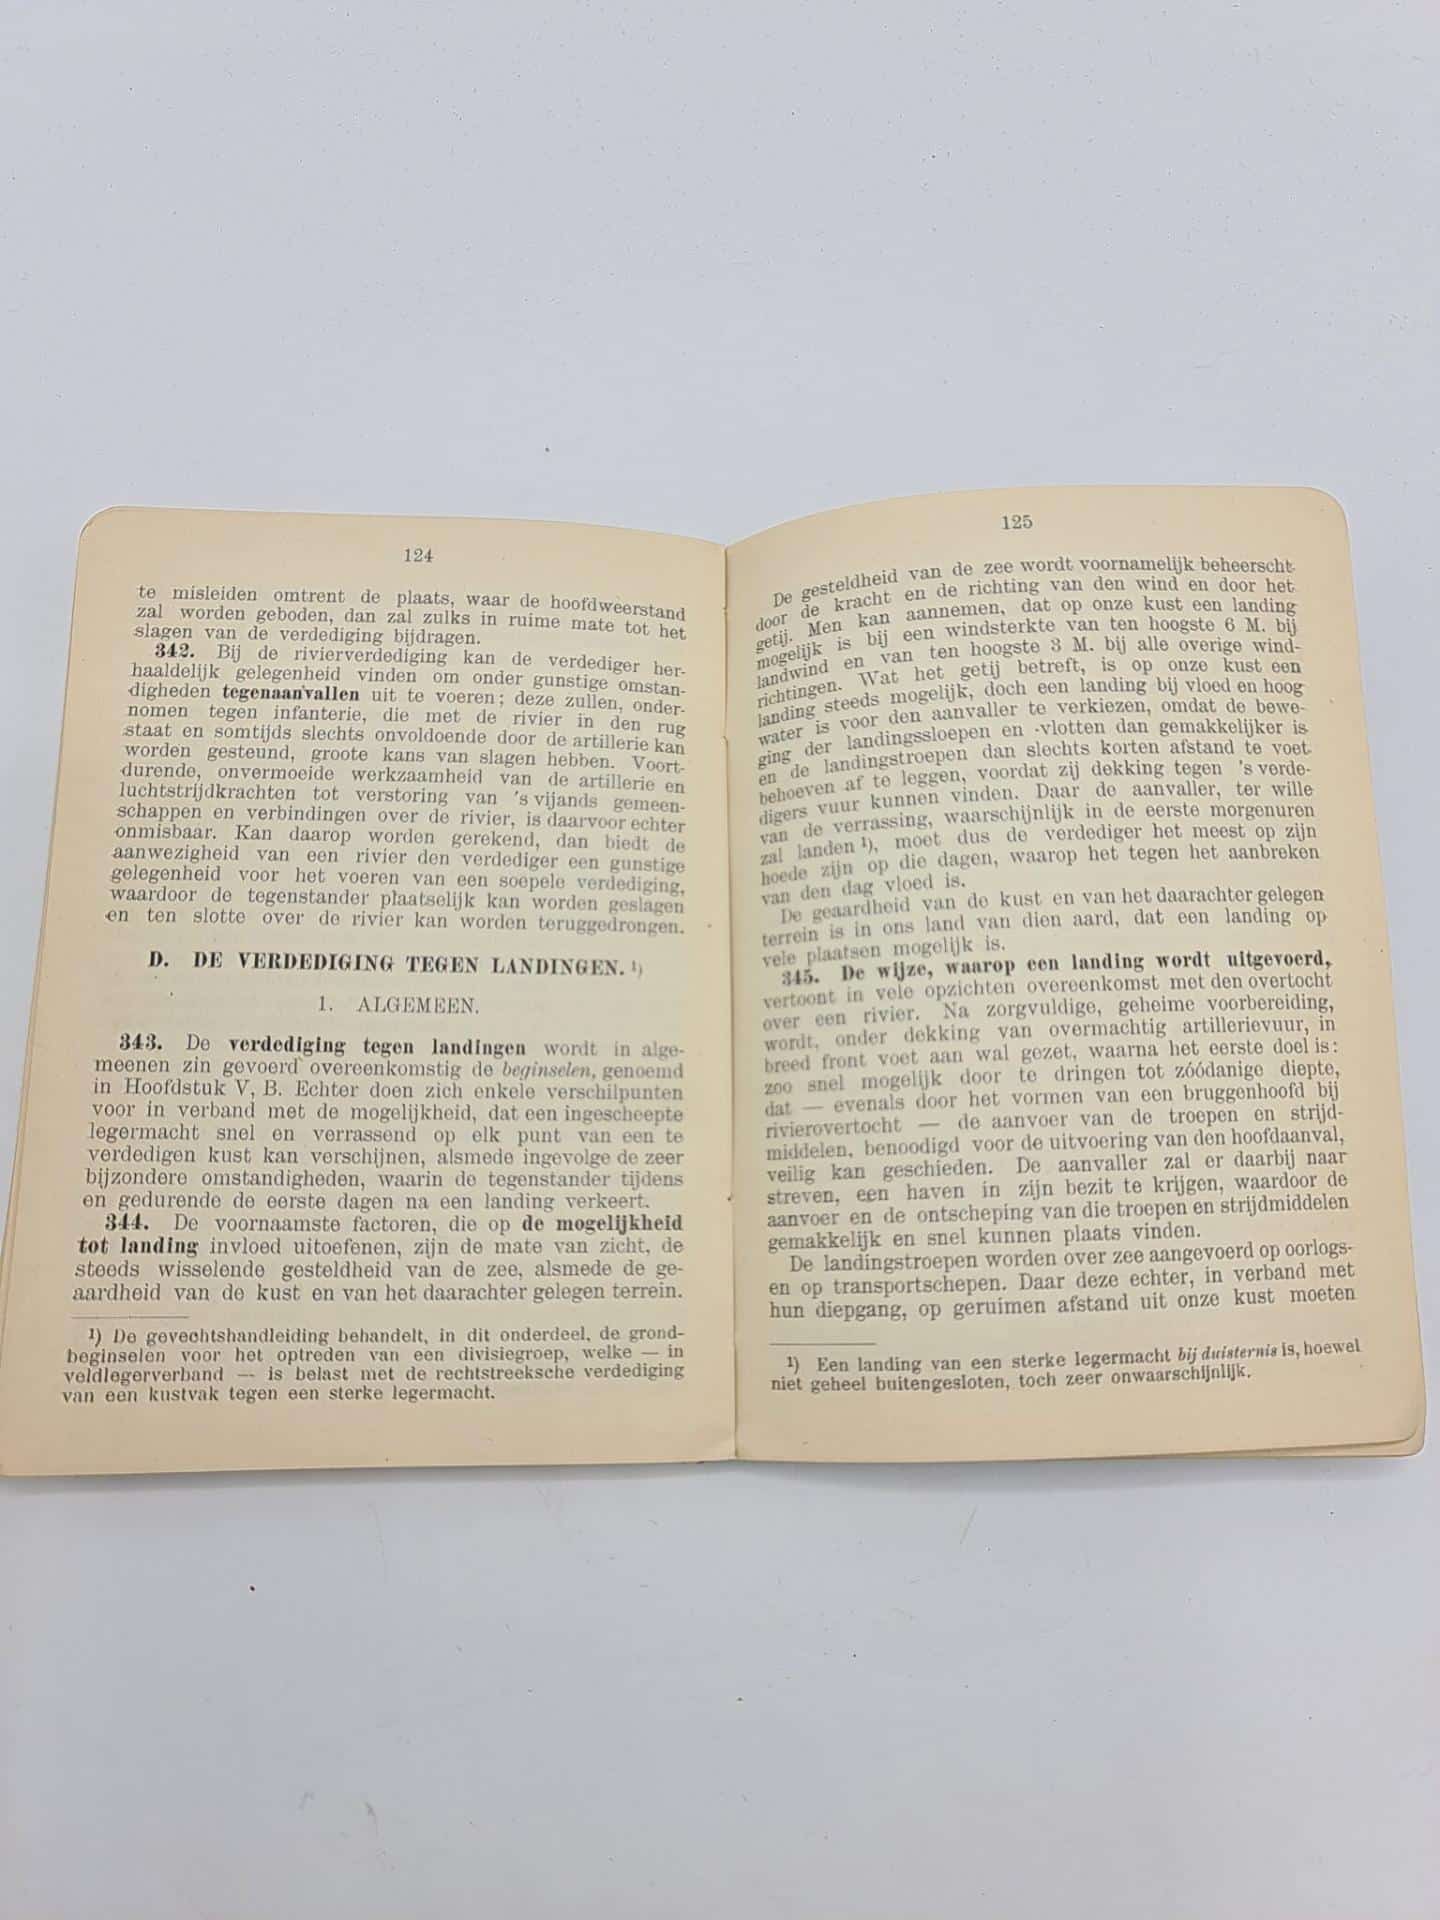 124
te misleiden omtrent de plaats, waar de hoofdweerstand
zal worden geboden, dan zal zulks in ruime mate tot het
slagen van de verdediging bijdragen.
342. Bij de rivierverdediging kan de verdediger her-
haaldelijk gelegenheid vinden om onder gunstige omstan-
digheden tegenaanvallen uit te voeren; deze zullen, onder-
nomen tegen infanterie, die met de rivier in den rug
staat en somtijds slechts onvoldoende door de artillerie kan
worden gesteund, groote kans van slagen hebben. Voort-
durende, onvermoeide werkzaamheid van de artillerie en
luchtstrijdkrachten tot verstoring van 's vijands gemeen-
schappen en verbindingen over de rivier, is daarvoor echter
onmisbaar. Kan daarop worden gerekend, dan biedt de
aanwezigheid van een rivier den verdediger een gunstige
gelegenheid voor het voeren van een soepele verdediging,
waardoor de tegenstander plaatselijk kan worden geslagen
en ten slotte over de rivier kan worden teruggedrongen.
D. DE VERDEDIGING TEGEN LANDINGEN. ¹)
1. ALGEMEEN.
343. De verdediging tegen landingen wordt in alge-
meenen zin gevoerd overeenkomstig de beginselen, genoemd
in Hoofdstuk V, B. Echter doen zich enkele verschilpunten
voor in verband met de mogelijkheid, dat een ingescheepte
legermacht snel en verrassend op elk punt van een te
verdedigen kust kan verschijnen, alsmede ingevolge de zeer
bijzondere omstandigheden, waarin de tegenstander tijdens
en gedurende de eerste dagen na een landing verkeert.
344. De voornaamste factoren, die op de mogelijkheid
tot landing invloed uitoefenen, zijn de mate van zicht, de
steeds wisselende gesteldheid van de zee, alsmede de ge-
aardheid van de kust en van het daarachter gelegen terrein.
¹) De gevechtshandleiding behandelt, in dit onderdeel, de grond-
beginselen voor het optreden van een divisiegroep, welke — in
veldlegerverband — is belast met de rechtstreeksche verdediging
van een kustvak tegen een sterke legermacht.
125
De gesteldheid van de zee wordt voornamelijk beheerscht
door de kracht en de richting van den wind en door het
getij. Men kan aannemen, dat op onze kust een landing
mogelijk is bij een windsterkte van ten hoogste 6 M. bij
landwind en van ten hoogste 3 M. bij alle overige wind-
richtingen. Wat het getij betreft, is op onze kust een
landing steeds mogelijk, doch een landing bij vloed en hoog
water is voor den aanvaller te verkiezen, omdat de bewe-
ging der landingssloepen en -vlotten dan gemakkelijker is
en de landingstroepen dan slechts korten afstand te voet
behoeven af te leggen, voordat zij dekking tegen 's verde-
digers vuur kunnen vinden. Daar de aanvaller, ter wille
van de verrassing, waarschijnlijk in de eerste morgenuren
zal landen ¹), moet dus de verdediger het meest op zijn
hoede zijn op die dagen, waarop het tegen het aanbreken
van den dag vloed is.
De geaardheid van de kust en van het daarachter gelegen
terrein is in ons land van dien aard, dat een landing op
vele plaatsen mogelijk is.
345. De wijze, waarop een landing wordt uitgevoerd,
vertoont in vele opzichten overeenkomst met den overtocht
over een rivier. Na zorgvuldige, geheime voorbereiding,
wordt, onder dekking van overmachtig artillerievuur, in
breed front voet aan wal gezet, waarna het eerste doel is:
zoo snel mogelijk door te dringen tot zóódanige diepte,
dat — evenals door het vormen van een bruggenhoofd bij
rivierovertocht — de aanvoer van de troepen en strijd-
middelen, benoodigd voor de uitvoering van den hoofdaanval,
veilig kan geschieden. De aanvaller zal er daarbij naar
streven, een haven in zijn bezit te krijgen, waardoor de
aanvoer en de ontscheping van die troepen en strijdmiddelen
gemakkelijk en snel kunnen plaats vinden.
De landingstroepen worden over zee aangevoerd op oorlogs-
en op transportschepen. Daar deze echter, in verband met
hun diepgang, op geruimen afstand uit onze kust moeten
¹) Een landing van een sterke legermacht bij duisternis is, hoewel
niet geheel buitengesloten, toch zeer onwaarschijnlijk.